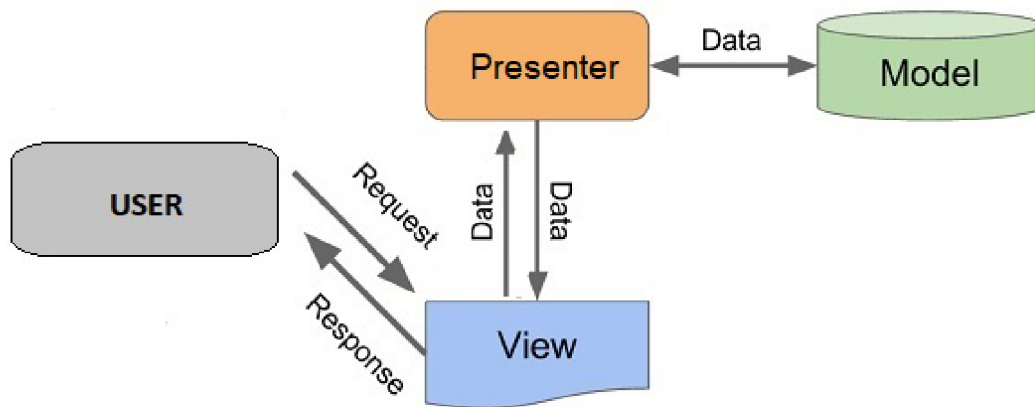 Presenter
Data
Model
USER
Request
Response
Data
Data
View